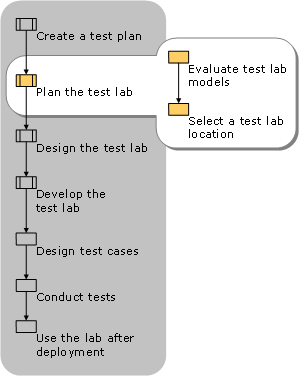 Create a test plan
Plan the test lab
Evaluate test lab
models
Select a test lab
location
Design the test lab
Develop the
test lab
Design test cases
Conduct tests
Use the lab after
deployment